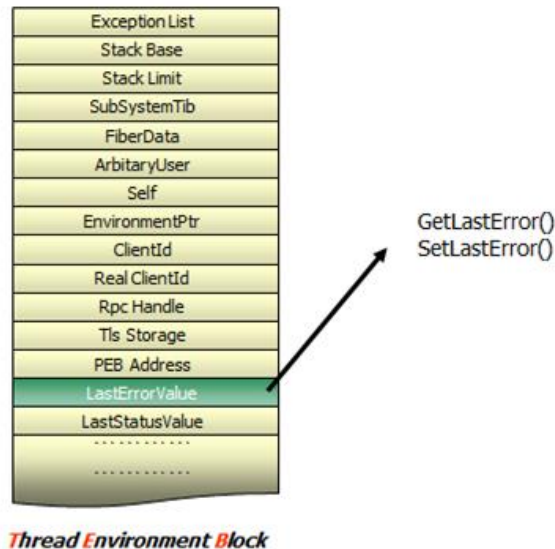 Exception List
Stack Base
Stack Limit
SubSystemTib
FiberData
ArbitaryUser
Self
EnvironmentPtr
ClientId
Real ClientId
Rpc Handle
Tls Storage
PEB Address
LastErrorValue
LastStatusValue
............
............
GetLastError()
SetLastError()
Thread Environment Block